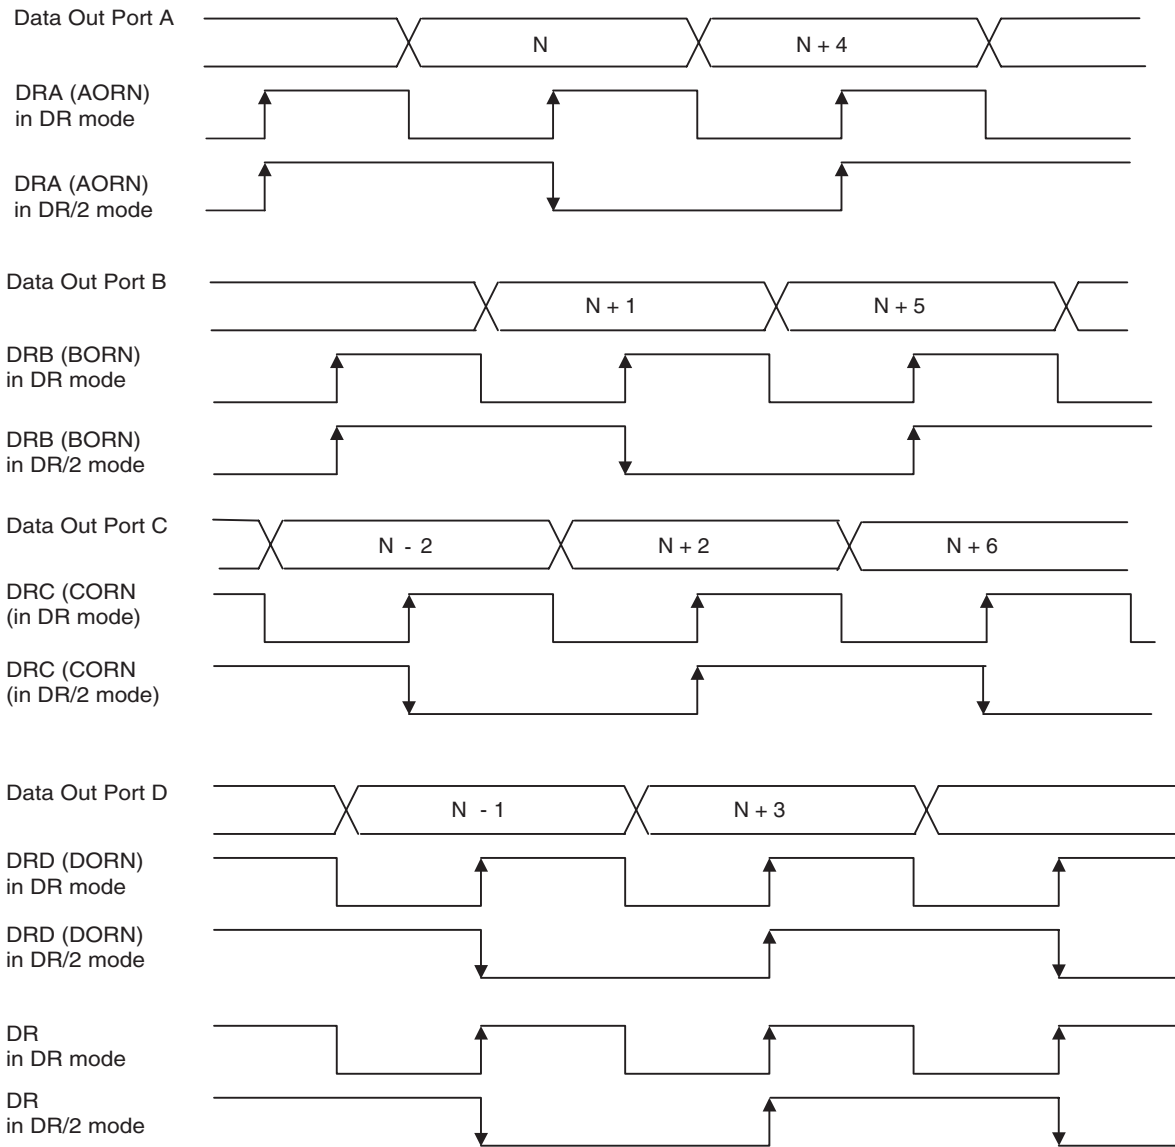 Data Out Port A
N
N + 4
DRA (AORN)
in DR mode
DRA (AORN)
in DR/2 mode
Data Out Port B
N + 1
N + 5
DRB (BORN)
in DR mode
DRB (BORN)
in DR/2 mode
Data Out Port C
N - 2
N + 2
N + 6
DRC (CORN
(in DR mode)
DRC (CORN
(in DR/2 mode)
Data Out Port D
N - 1
N + 3
DRD (DORN)
in DR mode
DRD (DORN)
in DR/2 mode
DR
in DR mode
DR
in DR/2 mode